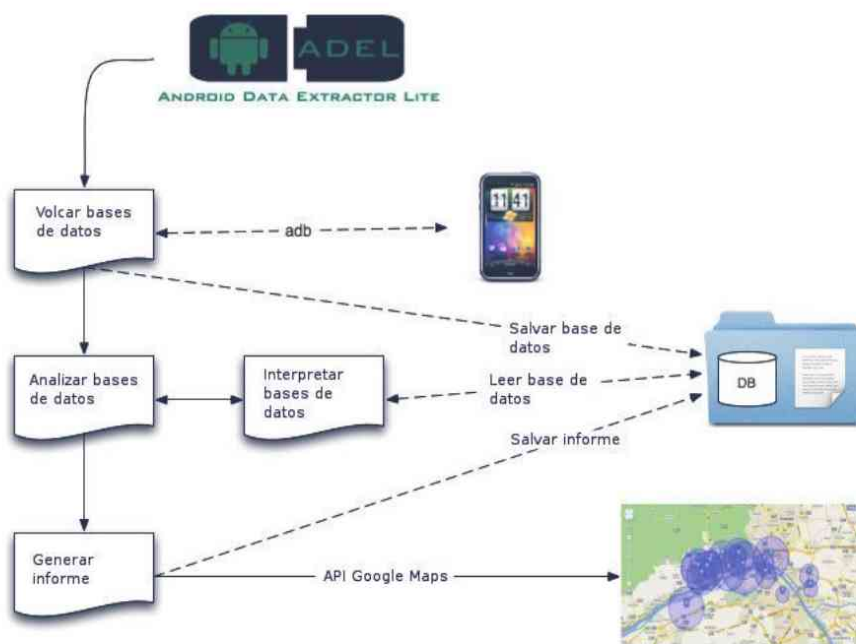 ADEL
ANDROID DATA EXTRACTOR LITE
Volcar bases
de datos
adb
11 41
Salvar base de
datos
Analizar bases
de datos
Interpretar
bases de
datos
Leer base de
datos
DB
Salvar informe
Generar
informe
API Google Maps